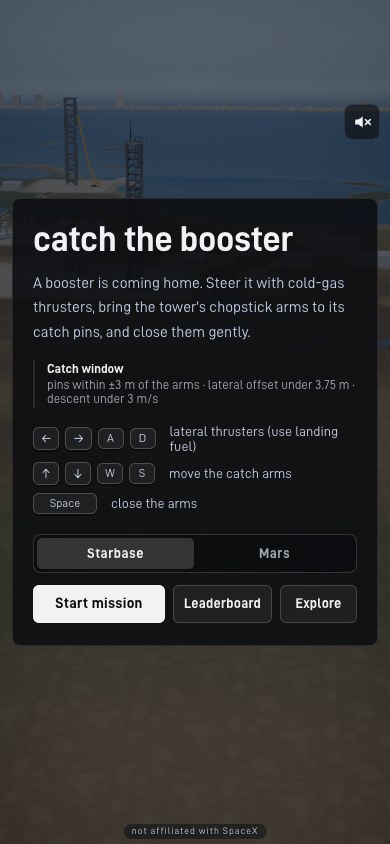 catch the booster
A booster is coming home. Steer it with cold-gas
thrusters, bring the tower's chopstick arms to its
catch pins, and close them gently.
Catch window
pins within ±3 m of the arms · lateral offset under 3.75 m ·
descent under 3 m/s
← → A D lateral thrusters (use landing
fuel)
↑ ↓ W S move the catch arms
Space close the arms
Starbase Mars
Start mission Leaderboard Explore
not affiliated with SpaceX